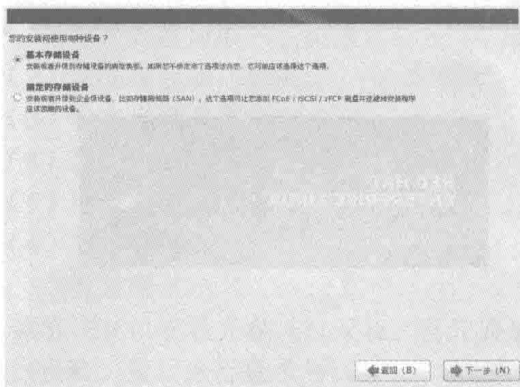 您的安装将使用哪种设备？
基本存储设备
安装或者升级到存储设备的典型类型。如果您不确定哪个选项适合您，它可能应该选择这个选项。
指定的存储设备
安装或者升级到企业级设备，比如存储局域网（SAN）。这个选项可让您添加 FCoE / iSCSI / zFCP 磁盘并过滤掉安装程序
应该忽略的设备。
返回（B）
下一步（N）